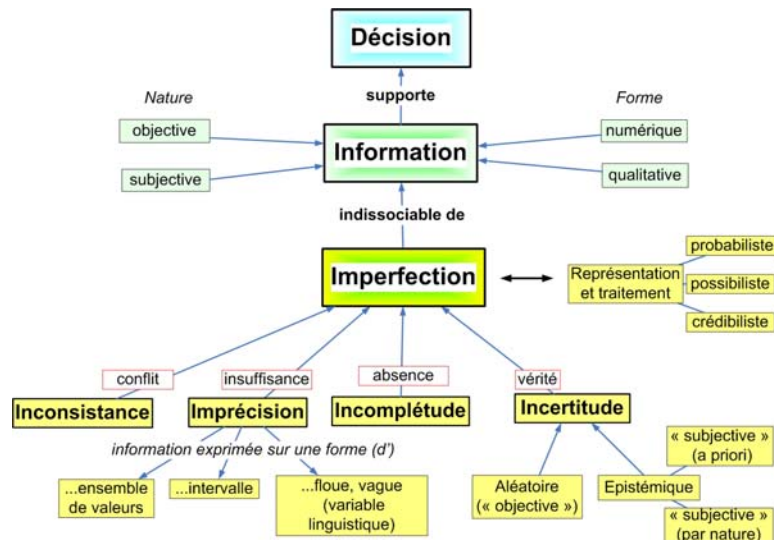 Décision
supporte
Nature
Forme
objective
numérique
Information
subjective
qualitative
indissociable de
probabiliste
Imperfection
Représentation
et traitement
possibiliste
crédibiliste
conflit
insuffisance
absence
vérité
Inconsistance
Imprécision
Incomplétude
Incertitude
information exprimée sur une forme (d')
« subjective »
(a priori)
...ensemble
de valeurs
...intervalle
...floue, vague
(variable
linguistique)
Aléatoire
(« objective »)
Epistémique
« subjective »
(par nature)